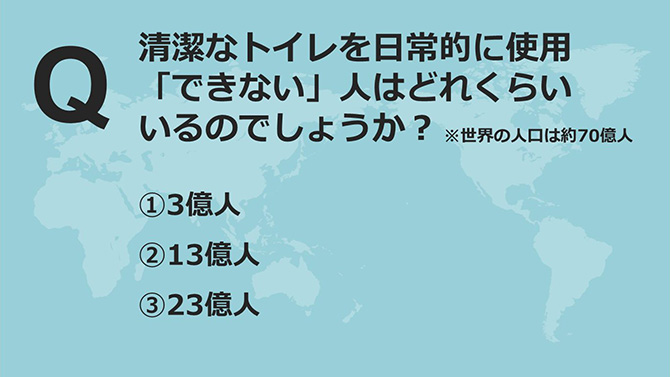 Q
清潔なトイレを日常的に使用
「できない」人はどれくらい
いるのでしょうか？ ※世界の人口は約70億人
①3億人
②13億人
③23億人